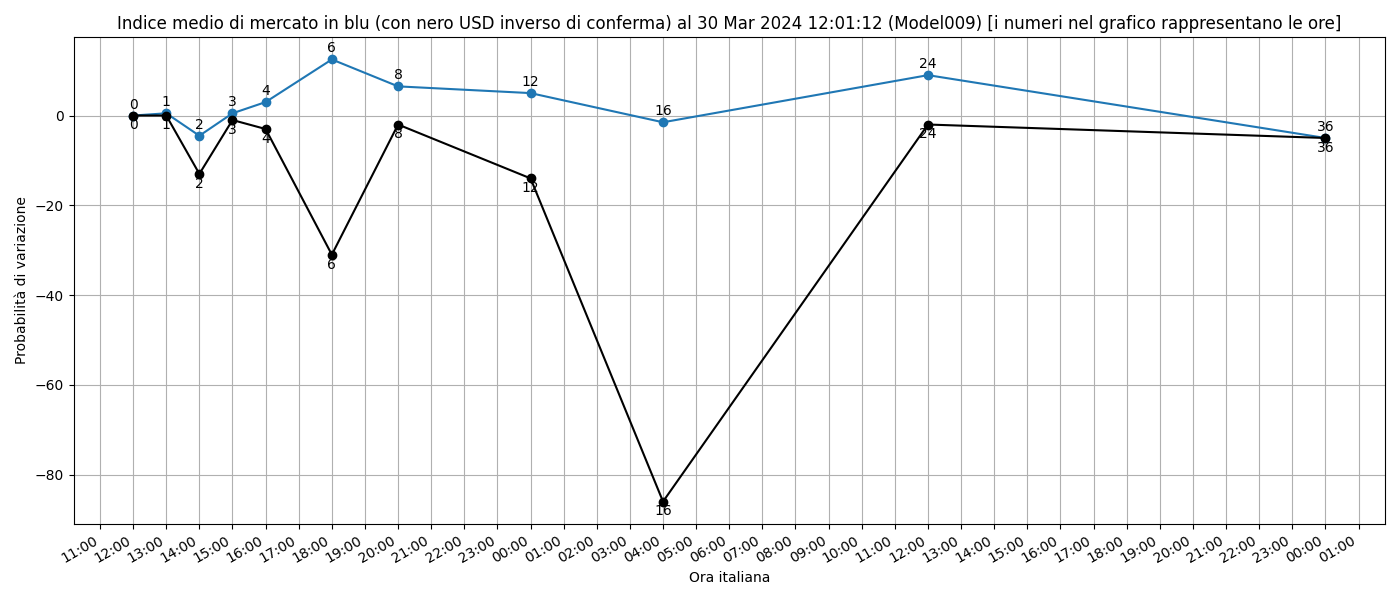 Indice medio di mercato in blu (con nero USD inverso di conferma) al 30 Mar 2024 12:01:12 (Model009) [i numeri nel grafico rappresentano le ore]
Probabilità di variazione
0
−20
−40
−60
−80
0 1 2 3 4 6 8 12 16 24 36
0 1 2 3 4 6 8 12 16 24 36
11:00 12:00 13:00 14:00 15:00 16:00 17:00 18:00 19:00 20:00 21:00 22:00 23:00 00:00 01:00 02:00 03:00 04:00 05:00 06:00 07:00 08:00 09:00 10:00 11:00 12:00 13:00 14:00 15:00 16:00 17:00 18:00 19:00 20:00 21:00 22:00 23:00 00:00 01:00
Ora italiana